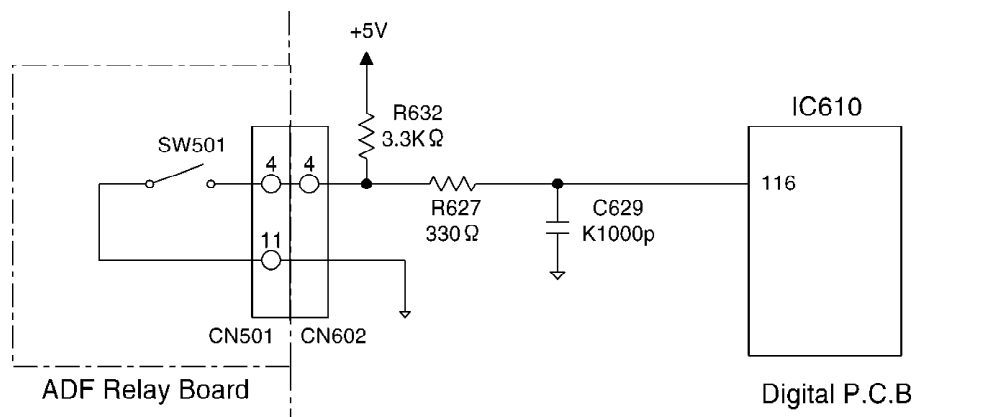 +5V
R632
3.3KΩ
IC610
SW501
4
4
116
R627
330Ω
C629
K1000p
11
CN501
CN602
ADF Relay Board
Digital P.C.B